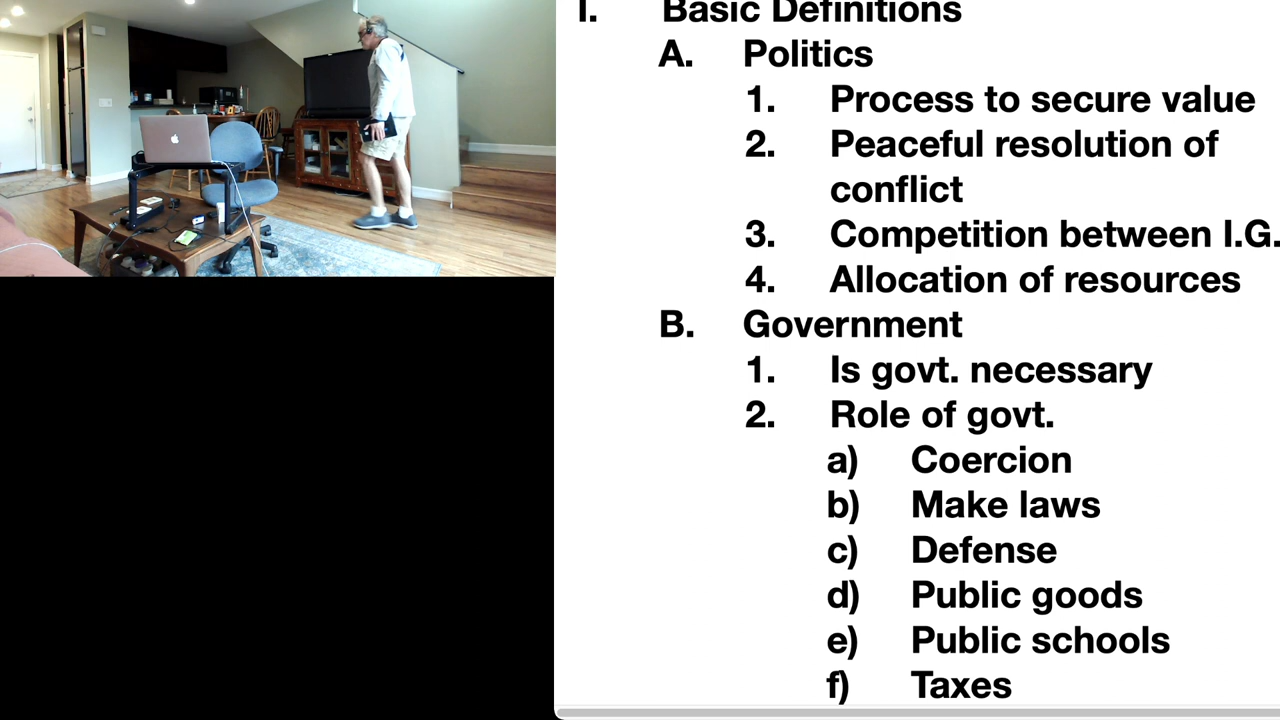 I. Basic Definitions
A. Politics
1. Process to secure value
2. Peaceful resolution of
conflict
3. Competition between I.G.
4. Allocation of resources
B. Government
1. Is govt. necessary
2. Role of govt.
a) Coercion
b) Make laws
c) Defense
d) Public goods
e) Public schools
f) Taxes